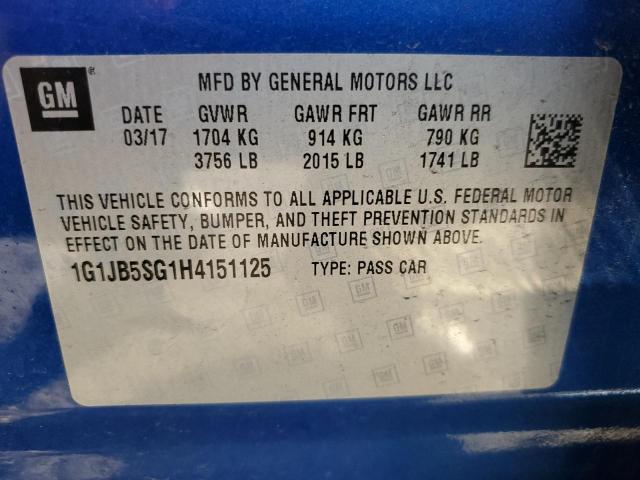 GM ®
MFD BY GENERAL MOTORS LLC
DATE GVWR GAWR FRT GAWR RR
03/17 1704 KG 914 KG 790 KG
3756 LB 2015 LB 1741 LB
THIS VEHICLE CONFORMS TO ALL APPLICABLE U.S. FEDERAL MOTOR
VEHICLE SAFETY, BUMPER, AND THEFT PREVENTION STANDARDS IN
EFFECT ON THE DATE OF MANUFACTURE SHOWN ABOVE.
1G1JB5SG1H4151125 TYPE: PASS CAR